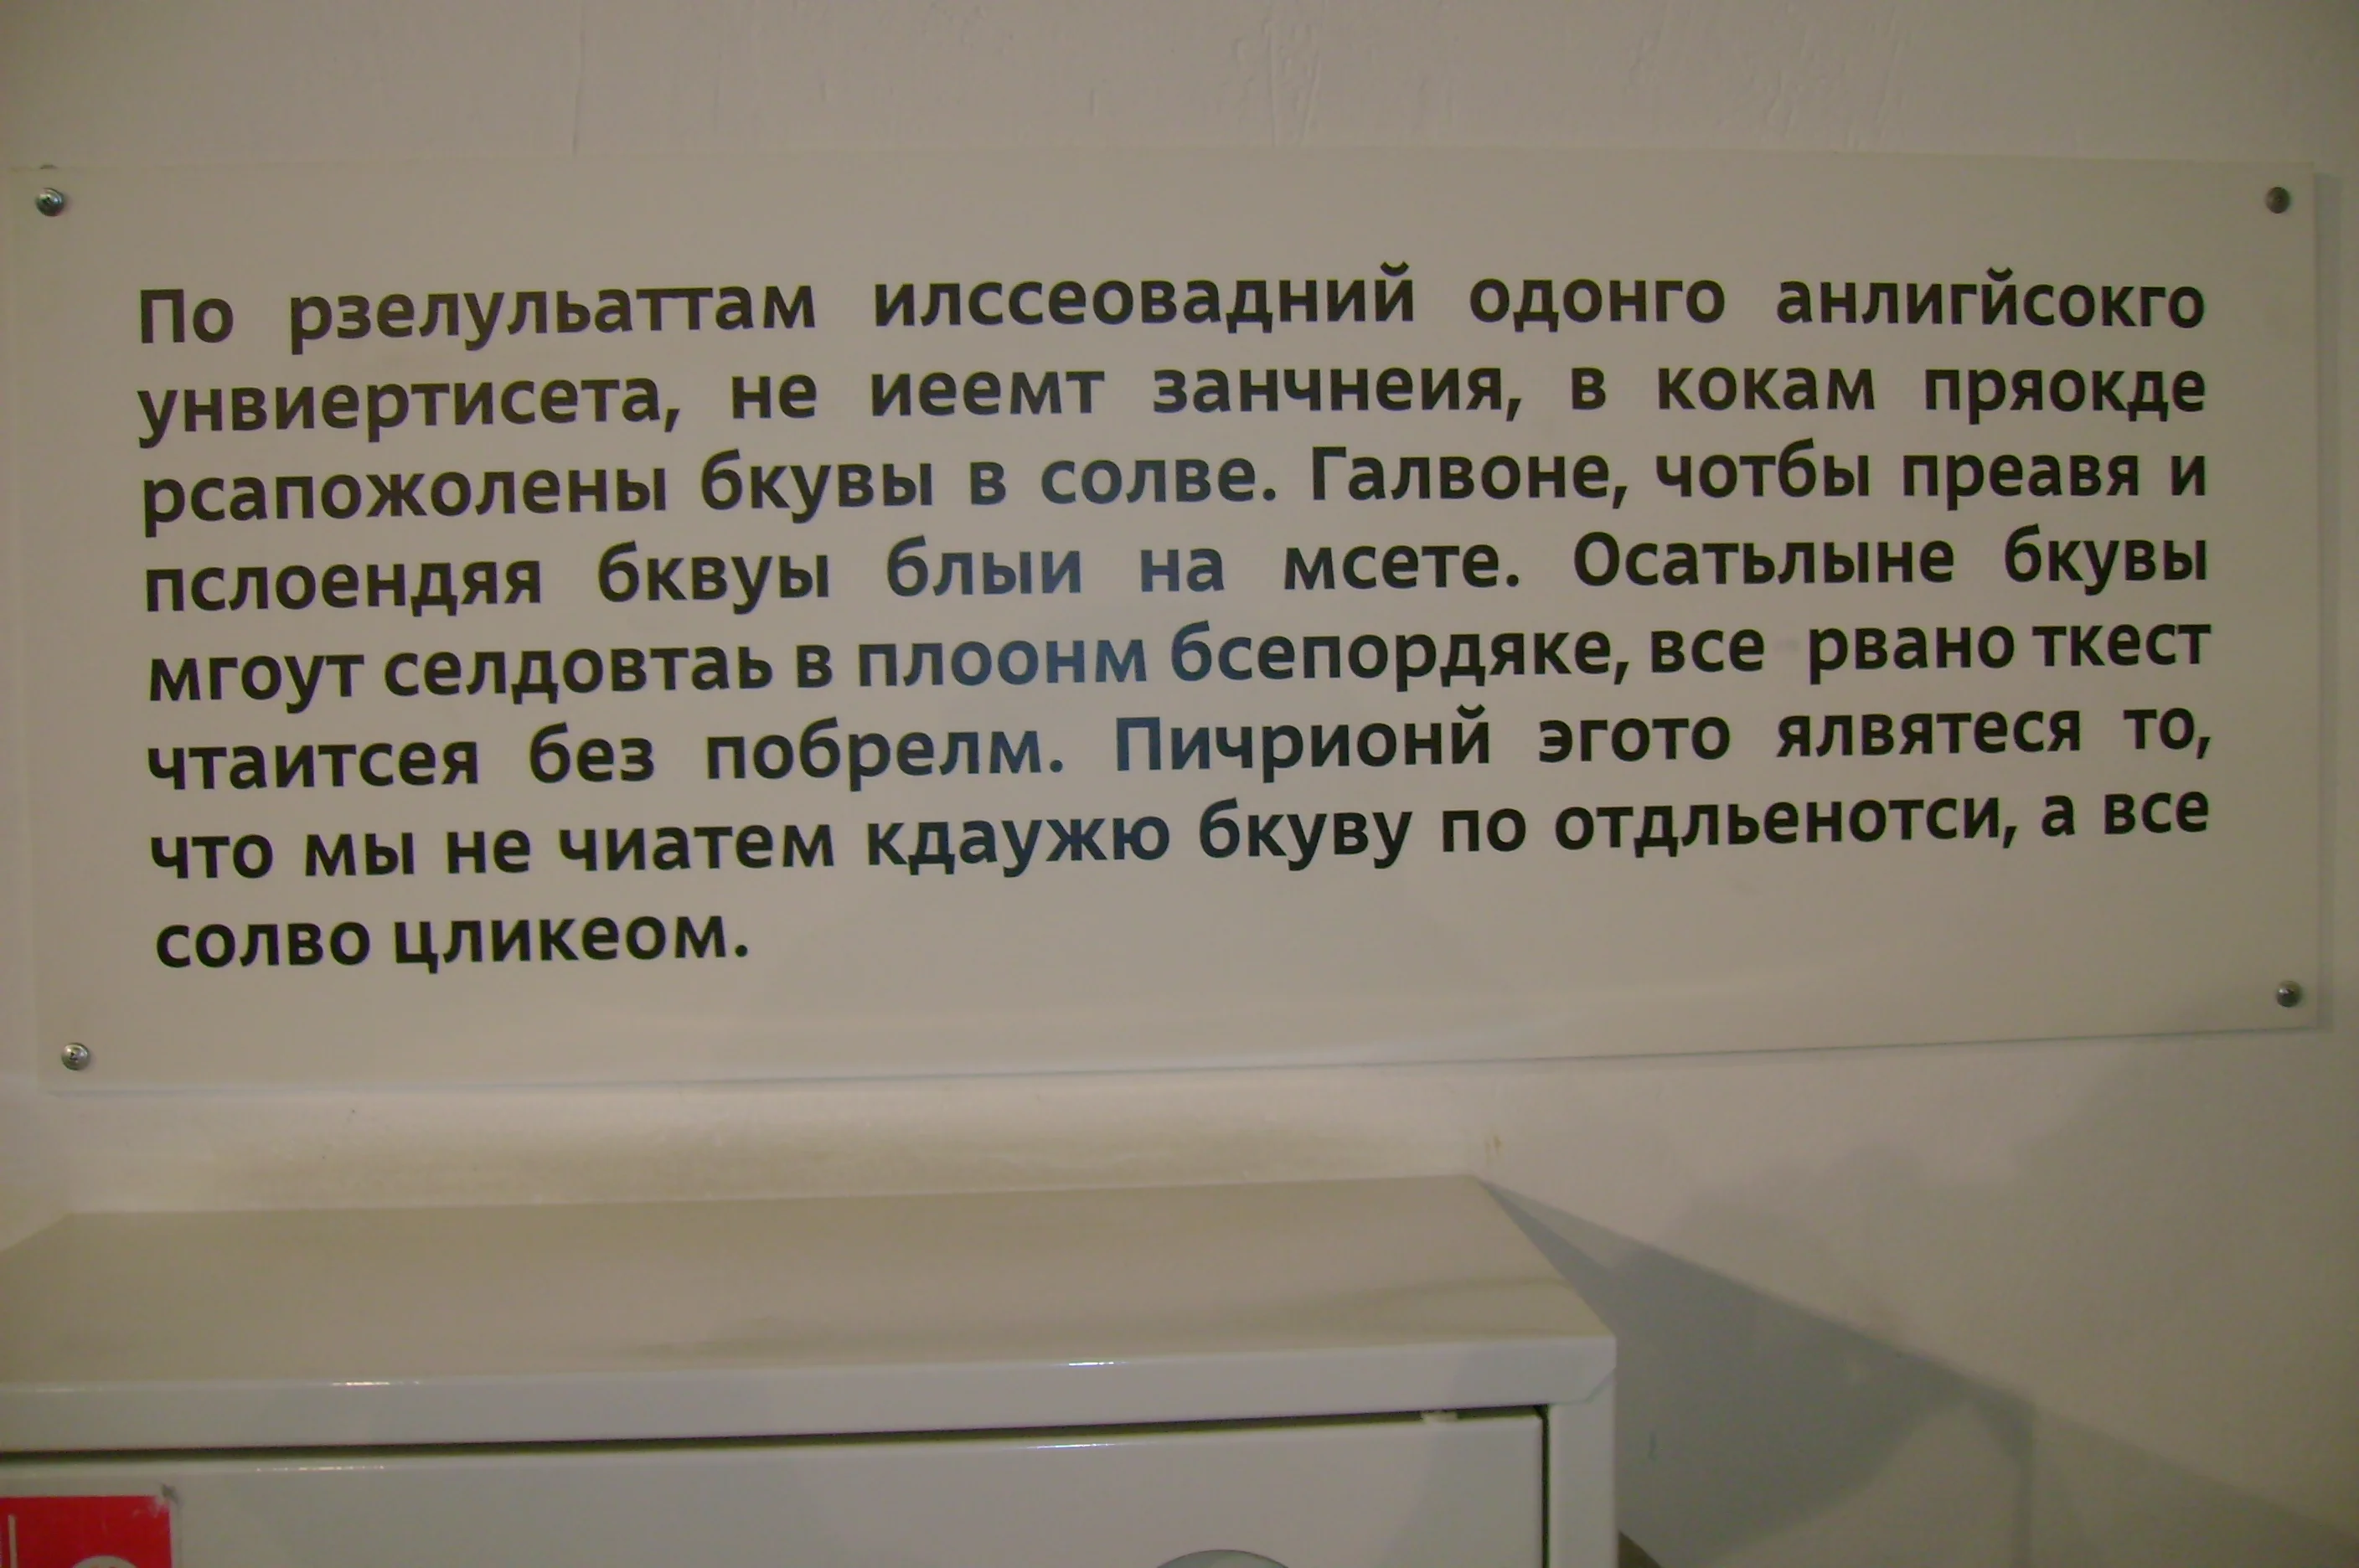 По рзелульаттам илссеовадний одонго анлигйсокго
унвиертисета, не иеемт занчнеия, в кокам пряокде
рсапожолены бкувы в солве. Галвоне, чотбы преавя и
пслоендяя бквуы блыи на мсете. Осатьлыне бкувы
мгоут селдовтаь в плоонм бсепордяке, все рвано ткест
чтаитсея без побрелм. Пичрионй эгото ялвятеся то,
что мы не чиатем кдаужю бкуву по отдльенотси, а все
солво цликеом.